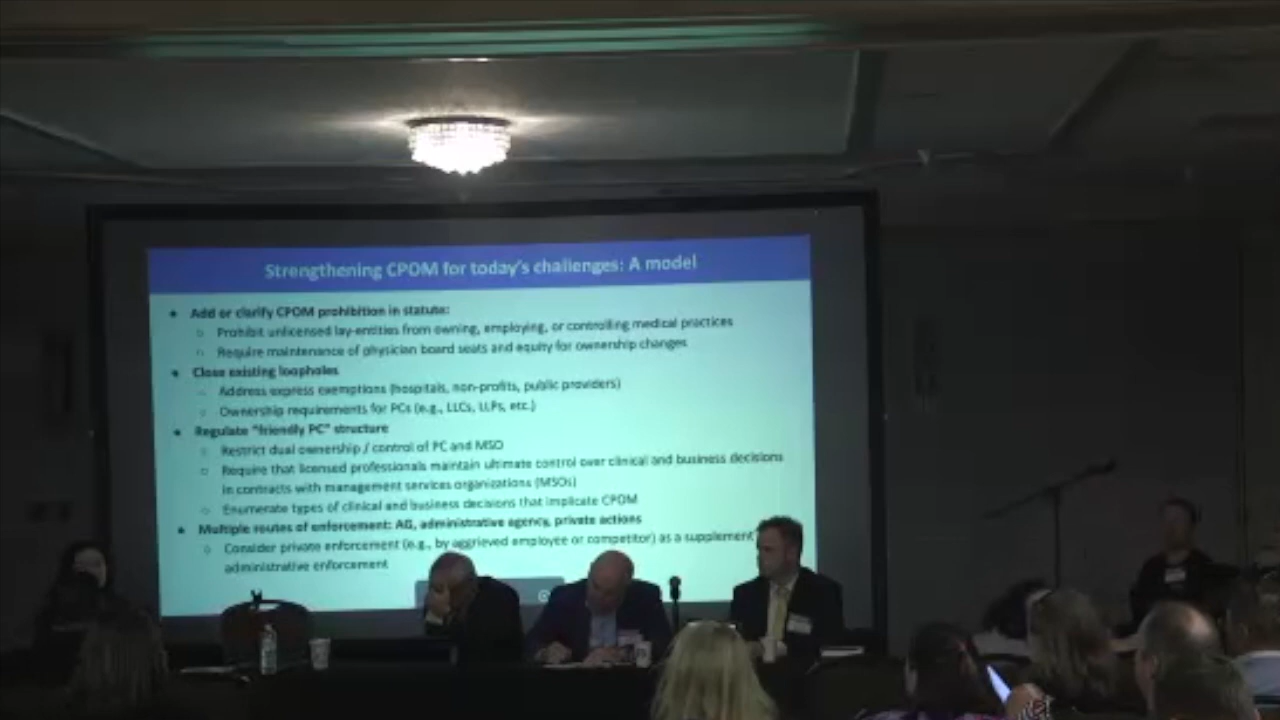 Strengthening CPOM for today's challenges: A model
● Add or clarify CPOM prohibition in statute:
○ Prohibit unlicensed lay-entities from owning, employing, or controlling medical practices
○ Require maintenance of physician board seats and equity for ownership changes
● Close existing loopholes
○ Address express exemptions (hospitals, non-profits, public providers)
○ Ownership requirements for PCs (e.g., LLCs, LLPs, etc.)
● Regulate "friendly PC" structure
○ Restrict dual ownership / control of PC and MSO
○ Require that licensed professionals maintain ultimate control over clinical and business decisions
in contracts with management services organizations (MSOs)
○ Enumerate types of clinical and business decisions that implicate CPOM
● Multiple routes of enforcement: AG, administrative agency, private actions
○ Consider private enforcement (e.g., by aggrieved employee or competitor) as a supplement
administrative enforcement